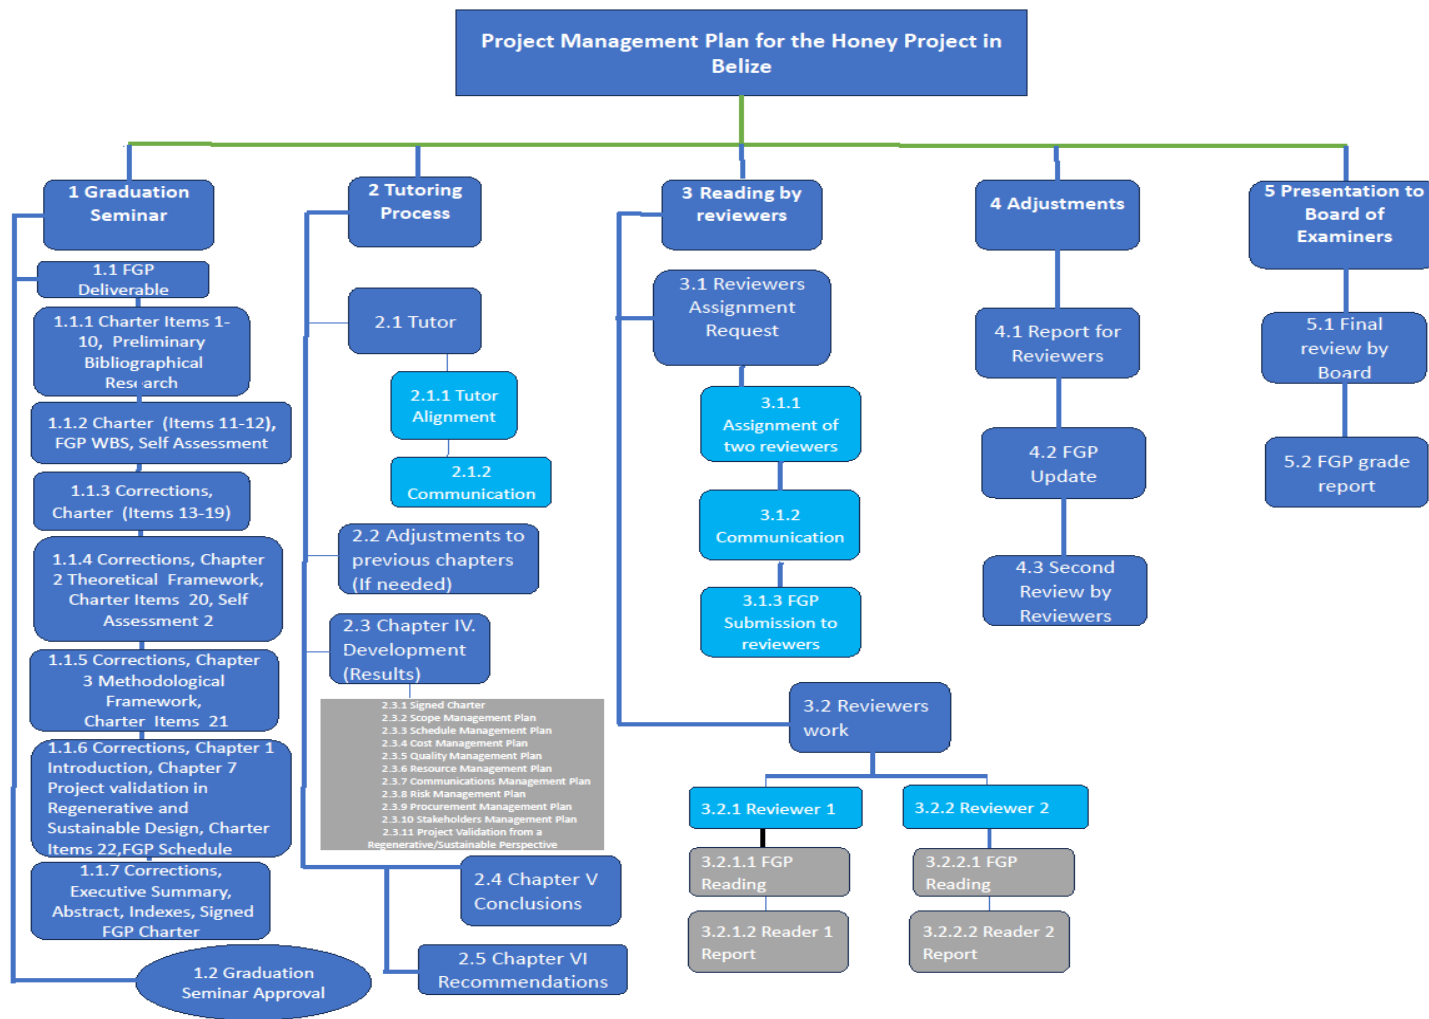 Project Management Plan for the Honey Project in
Belize
1 Graduation
Seminar
1.1 FGP
Deliverable
1.1.1 Charter Items 1-
10, Preliminary
Bibliographical
Research
1.1.2 Charter (Items 11-12),
FGP WBS, Self Assessment
1.1.3 Corrections,
Charter (Items 13-19)
1.1.4 Corrections, Chapter
2 Theoretical Framework,
Charter Items 20, Self
Assessment 2
1.1.5 Corrections, Chapter
3 Methodological
Framework,
Charter Items 21
1.1.6 Corrections, Chapter 1
Introduction, Chapter 7
Project validation in
Regenerative and
Sustainable Design, Charter
Items 22,FGP Schedule
1.1.7 Corrections,
Executive Summary,
Abstract, Indexes, Signed
FGP Charter
1.2 Graduation
Seminar Approval
2 Tutoring
Process
2.1 Tutor
2.1.1 Tutor
Alignment
2.1.2
Communication
2.2 Adjustments to
previous chapters
(If needed)
2.3 Chapter IV.
Development
(Results)
2.3.1 Signed Charter
2.3.2 Scope Management Plan
2.3.3 Schedule Management Plan
2.3.4 Cost Management Plan
2.3.5 Quality Management Plan
2.3.6 Resource Management Plan
2.3.7 Communications Management Plan
2.3.8 Risk Management Plan
2.3.9 Procurement Management Plan
2.3.10 Stakeholders Management Plan
2.3.11 Project Validation from a
Regenerative/Sustainable Perspective
2.4 Chapter V
Conclusions
2.5 Chapter VI
Recommendations
3 Reading by
reviewers
3.1 Reviewers
Assignment
Request
3.1.1
Assignment of
two reviewers
3.1.2
Communication
3.1.3 FGP
Submission to
reviewers
3.2 Reviewers
work
3.2.1 Reviewer 1
3.2.1.1 FGP
Reading
3.2.1.2 Reader 1
Report
3.2.2 Reviewer 2
3.2.2.1 FGP
Reading
3.2.2.2 Reader 2
Report
4 Adjustments
4.1 Report for
Reviewers
4.2 FGP
Update
4.3 Second
Review by
Reviewers
5 Presentation to
Board of
Examiners
5.1 Final
review by
Board
5.2 FGP grade
report